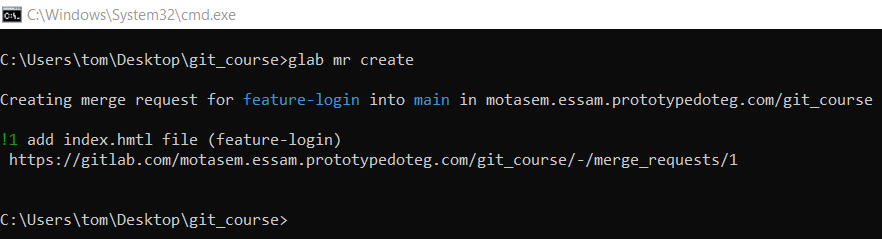 C:\Windows\System32\cmd.exe
C:\Users\tom\Desktop\git_course>glab mr create
Creating merge request for feature-login into main in motasem.essam.prototypedoteg.com/git_course
!1 add index.hmtl file (feature-login)
https://gitlab.com/motasem.essam.prototypedoteg.com/git_course/-/merge_requests/1
C:\Users\tom\Desktop\git_course>